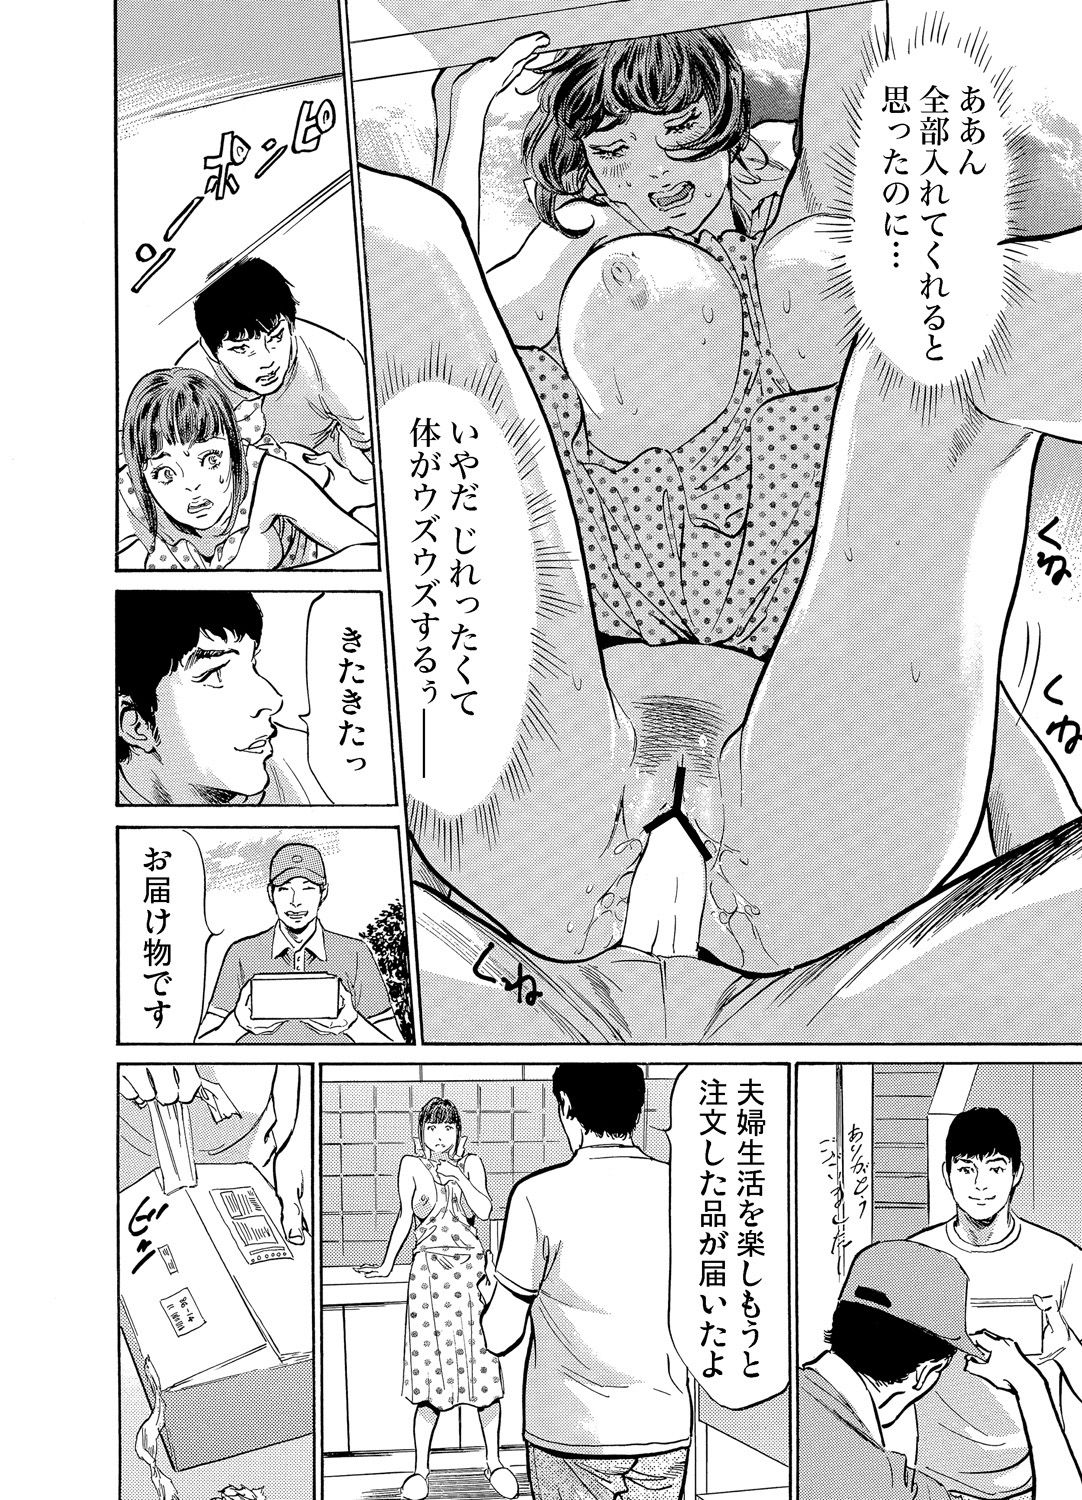 ああん
全部入れてくれると
思ったのに…
いやだ じれったくて
体がウズウズするぅ――
くね
くね
くね
ピンポーン
きたきたっ
お届け物です
ありがとう
ございました
夫婦生活を楽しもうと
注文した品が届いたよ
ビーッ